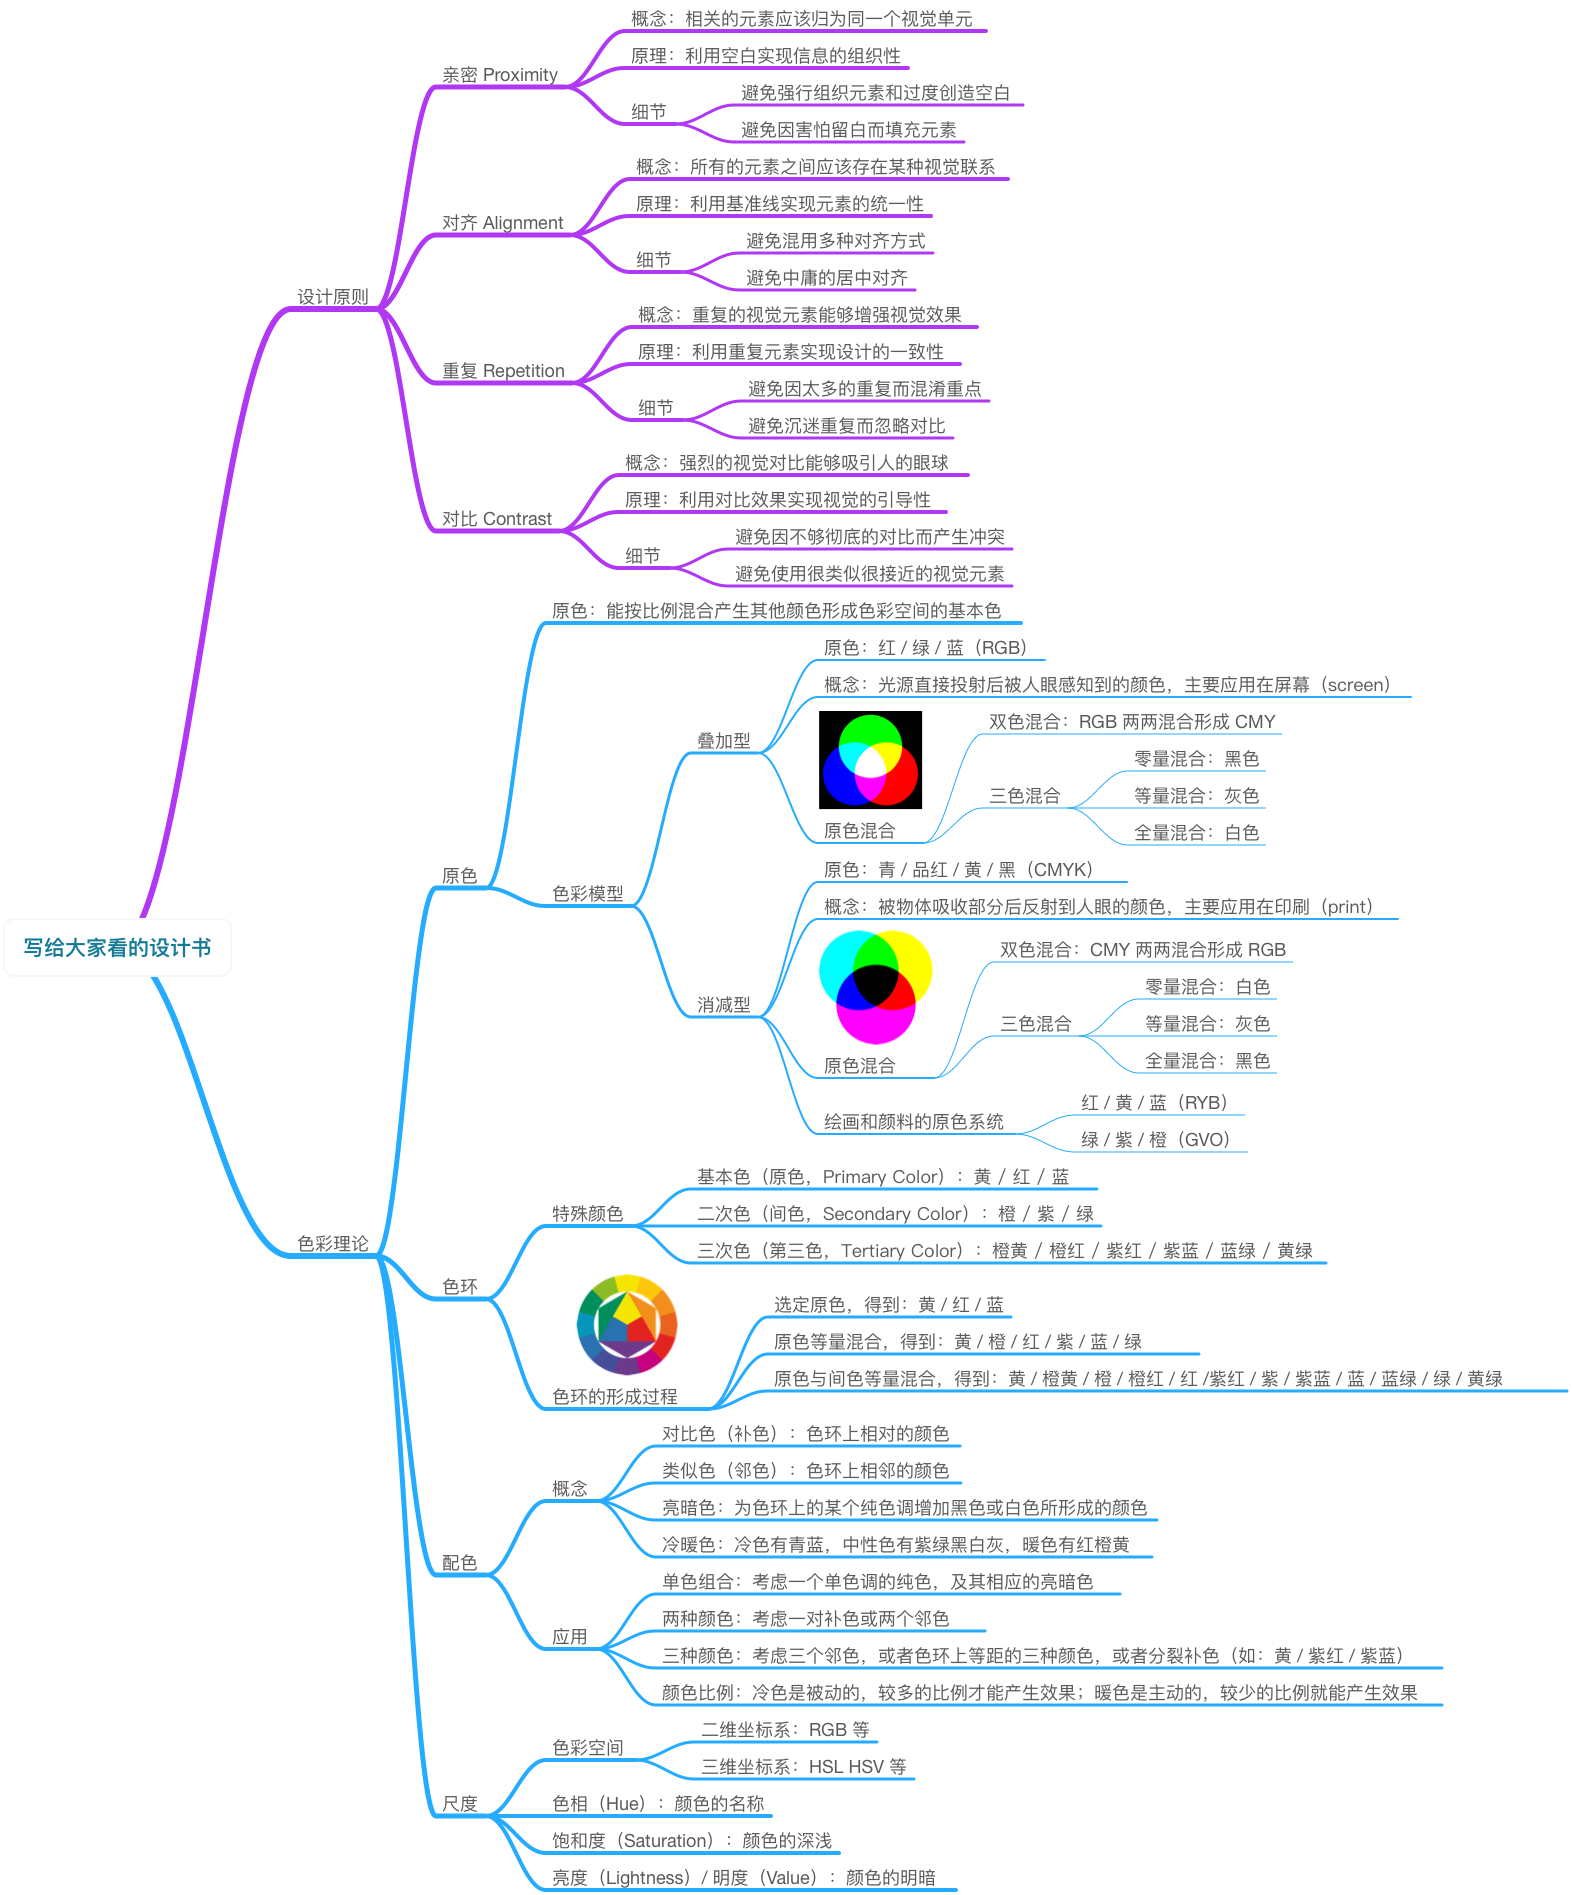 写给大家看的设计书
设计原则
亲密 Proximity
概念：相关的元素应该归为同一个视觉单元
原理：利用空白实现信息的组织性
细节
避免强行组织元素和过度创造空白
避免因害怕留白而填充元素
对齐 Alignment
概念：所有的元素之间应该存在某种视觉联系
原理：利用基准线实现元素的统一性
细节
避免混用多种对齐方式
避免中庸的居中对齐
重复 Repetition
概念：重复的视觉元素能够增强视觉效果
原理：利用重复元素实现设计的一致性
细节
避免因太多的重复而混淆重点
避免沉迷重复而忽略对比
对比 Contrast
概念：强烈的视觉对比能够吸引人的眼球
原理：利用对比效果实现视觉的引导性
细节
避免因不够彻底的对比而产生冲突
避免使用很类似很接近的视觉元素
色彩理论
原色
原色：能按比例混合产生其他颜色形成色彩空间的基本色
色彩模型
叠加型
原色：红 / 绿 / 蓝（RGB）
概念：光源直接投射后被人眼感知到的颜色，主要应用在屏幕（screen）
原色混合
双色混合：RGB 两两混合形成 CMY
三色混合
零量混合：黑色
等量混合：灰色
全量混合：白色
消减型
原色：青 / 品红 / 黄 / 黑（CMYK）
概念：被物体吸收部分后反射到人眼的颜色，主要应用在印刷（print）
原色混合
双色混合：CMY 两两混合形成 RGB
三色混合
零量混合：白色
等量混合：灰色
全量混合：黑色
绘画和颜料的原色系统
红 / 黄 / 蓝（RYB）
绿 / 紫 / 橙（GVO）
色环
特殊颜色
基本色（原色，Primary Color）：黄 / 红 / 蓝
二次色（间色，Secondary Color）：橙 / 紫 / 绿
三次色（第三色，Tertiary Color）：橙黄 / 橙红 / 紫红 / 紫蓝 / 蓝绿 / 黄绿
色环的形成过程
选定原色，得到：黄 / 红 / 蓝
原色等量混合，得到：黄 / 橙 / 红 / 紫 / 蓝 / 绿
原色与间色等量混合，得到：黄 / 橙黄 / 橙 / 橙红 / 红 /紫红 / 紫 / 紫蓝 / 蓝 / 蓝绿 / 绿 / 黄绿
配色
概念
对比色（补色）：色环上相对的颜色
类似色（邻色）：色环上相邻的颜色
亮暗色：为色环上的某个纯色调增加黑色或白色所形成的颜色
冷暖色：冷色有青蓝，中性色有紫绿黑白灰，暖色有红橙黄
应用
单色组合：考虑一个单色调的纯色，及其相应的亮暗色
两种颜色：考虑一对补色或两个邻色
三种颜色：考虑三个邻色，或者色环上等距的三种颜色，或者分裂补色（如：黄 / 紫红 / 紫蓝）
颜色比例：冷色是被动的，较多的比例才能产生效果；暖色是主动的，较少的比例就能产生效果
尺度
色彩空间
二维坐标系：RGB 等
三维坐标系：HSL HSV 等
色相（Hue）：颜色的名称
饱和度（Saturation）：颜色的深浅
亮度（Lightness）/ 明度（Value）：颜色的明暗